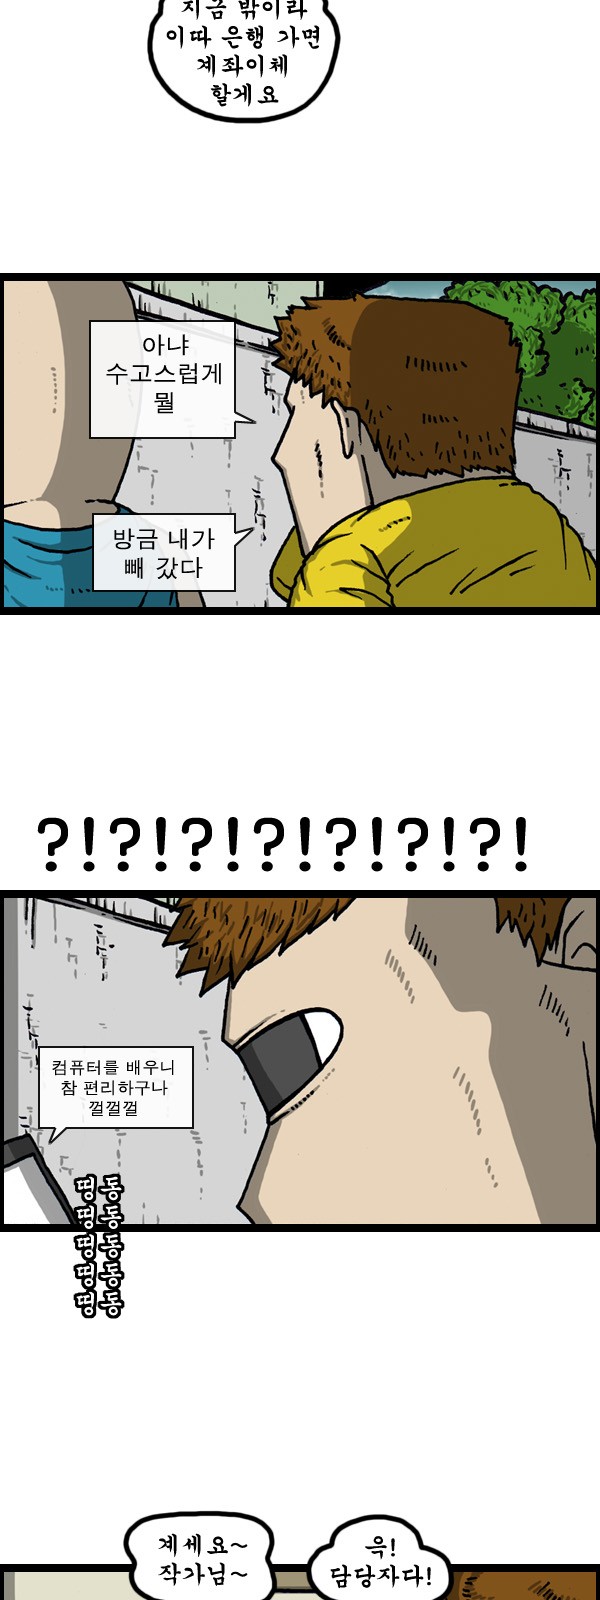 지금 밖이라
이따 은행 가면
계좌이체
할게요
아냐
수고스럽게
뭘
방금 내가
빼 갔다
?!?!?!?!?!?!?!
컴퓨터를 배우니
참 편리하구나
껄껄껄
띵동
띵동
띵동
띵동
띵동
계세요~
작가님~
윽!
담당자다!